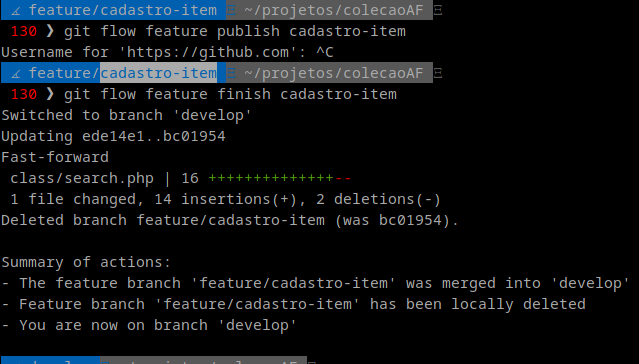 feature/cadastro-item ~/projetos/colecaoAF
130 ❯ git flow feature publish cadastro-item
Username for 'https://github.com': ^C
feature/cadastro-item ~/projetos/colecaoAF
130 ❯ git flow feature finish cadastro-item
Switched to branch 'develop'
Updating ede14e1..bc01954
Fast-forward
class/search.php | 16 ++++++++++++++--
1 file changed, 14 insertions(+), 2 deletions(-)
Deleted branch feature/cadastro-item (was bc01954).
Summary of actions:
- The feature branch 'feature/cadastro-item' was merged into 'develop'
- Feature branch 'feature/cadastro-item' has been locally deleted
- You are now on branch 'develop'